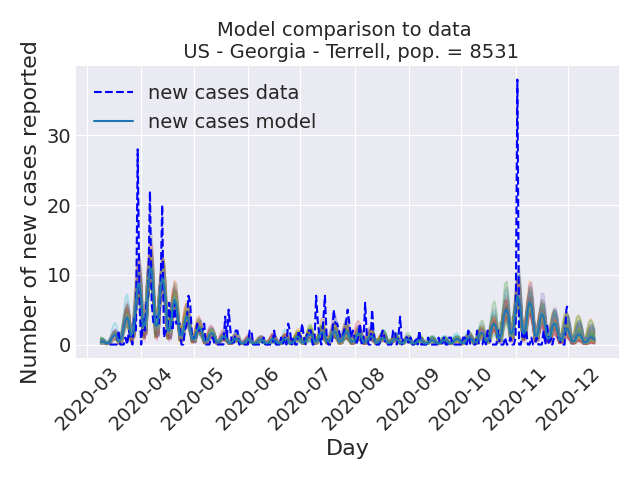 Model comparison to data
US - Georgia - Terrell, pop. = 8531
new cases data
new cases model
Number of new cases reported
30
20
10
0
2020-03
2020-04
2020-05
2020-06
2020-07
2020-08
2020-09
2020-10
2020-11
2020-12
Day